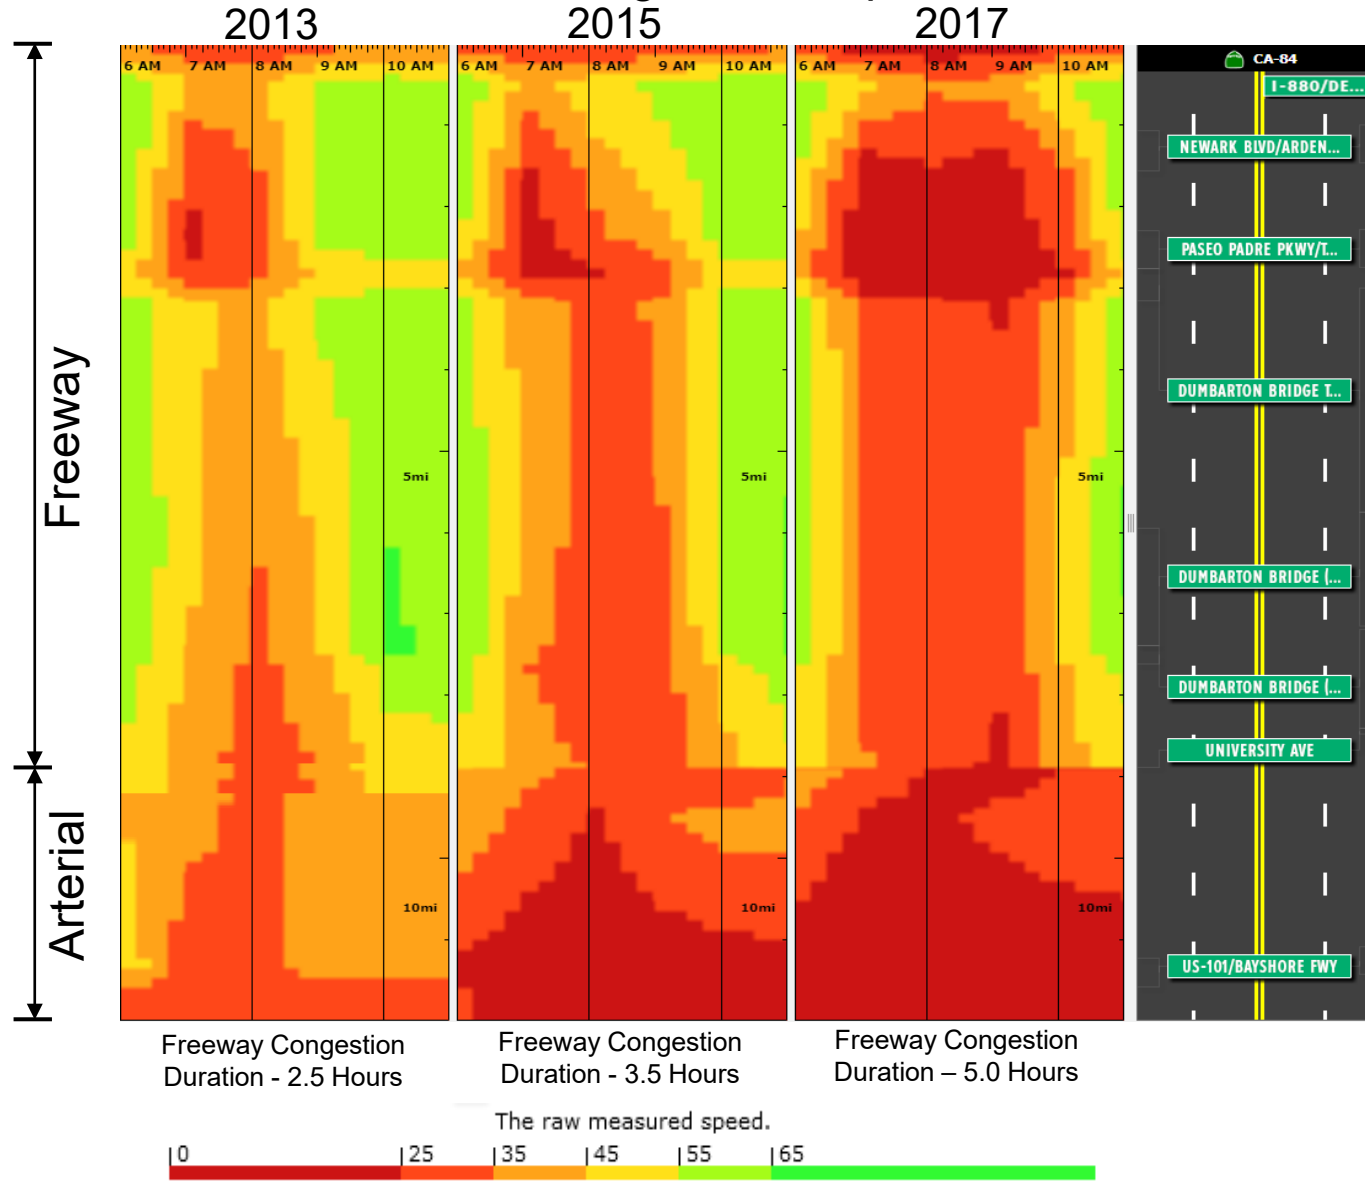 2013
2015
2017
6 AM 7 AM 8 AM 9 AM 10 AM
6 AM 7 AM 8 AM 9 AM 10 AM
6 AM 7 AM 8 AM 9 AM 10 AM
CA-84
I-880/DE...
NEWARK BLVD/ARDEN...
PASEO PADRE PKWY/T...
DUMBARTON BRIDGE T...
5mi
5mi
5mi
DUMBARTON BRIDGE (...
DUMBARTON BRIDGE (...
UNIVERSITY AVE
10mi
10mi
10mi
US-101/BAYSHORE FWY
Freeway
Arterial
Freeway Congestion
Duration - 2.5 Hours
Freeway Congestion
Duration - 3.5 Hours
Freeway Congestion
Duration – 5.0 Hours
The raw measured speed.
0 25 35 45 55 65